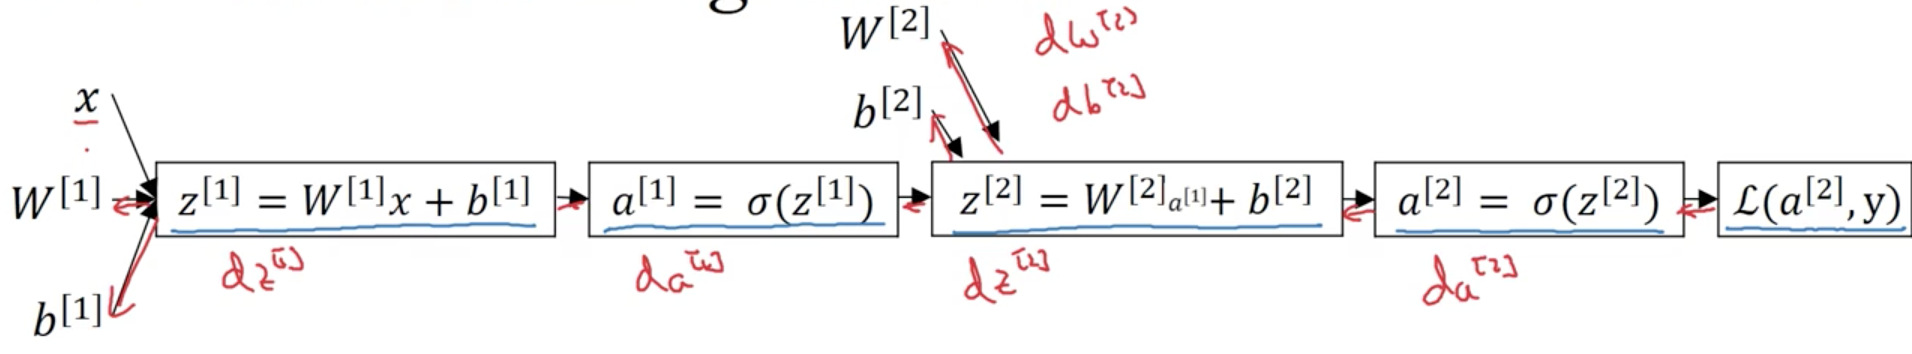 W^[2] dW^[2]
x b^[2] db^[2]
W^[1] z^[1] = W^[1]x + b^[1] a^[1] = σ(z^[1]) z^[2] = W^[2]a^[1] + b^[2] a^[2] = σ(z^[2]) ℒ(a^[2], y)
dz^[1] da^[1] dz^[2] da^[2]
b^[1]